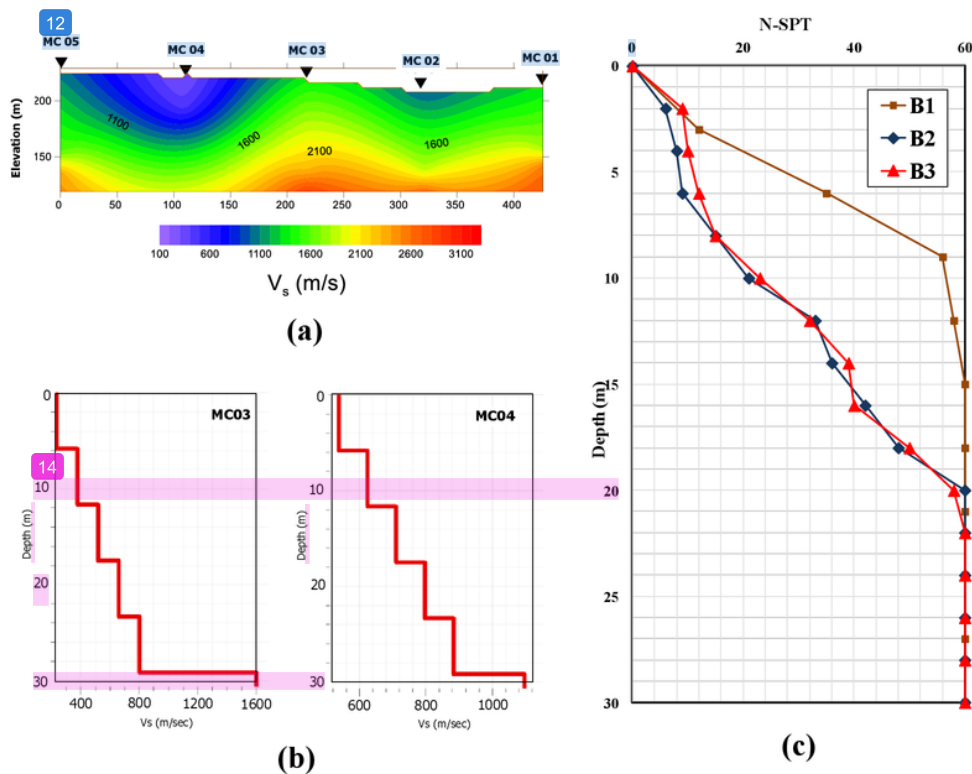 12
MC 05
MC 04
MC 03
MC 02
MC 01
Elevation (m)
200
150
1100
1600
2100
1600
0 50 100 150 200 250 300 350 400
100 600 1100 1600 2100 2600 3100
Vs (m/s)
(a)
MC03
0
14
10
20
30
Depth (m)
400 800 1200 1600
Vs (m/sec)
MC04
0
10
20
30
Depth (m)
600 800 1000
Vs (m/sec)
(b)
N-SPT
0 20 40 60
0
5
10
15
20
25
30
Depth (m)
B1
B2
B3
(c)